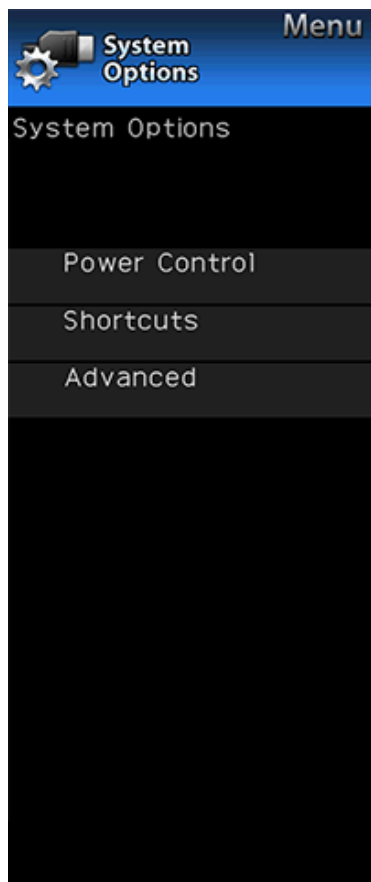 Menu
System
Options
System Options
Power Control
Shortcuts
Advanced